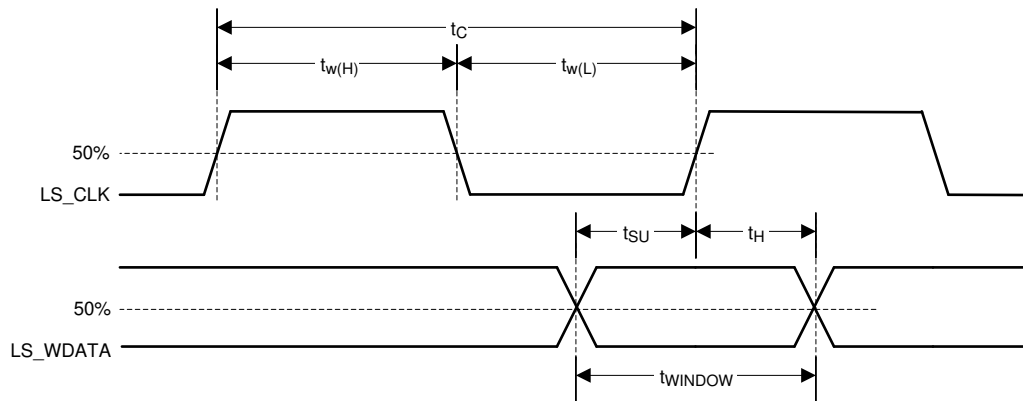 tC
tw(H) tw(L)
50%
LS_CLK
tSU tH
50%
LS_WDATA
tWINDOW